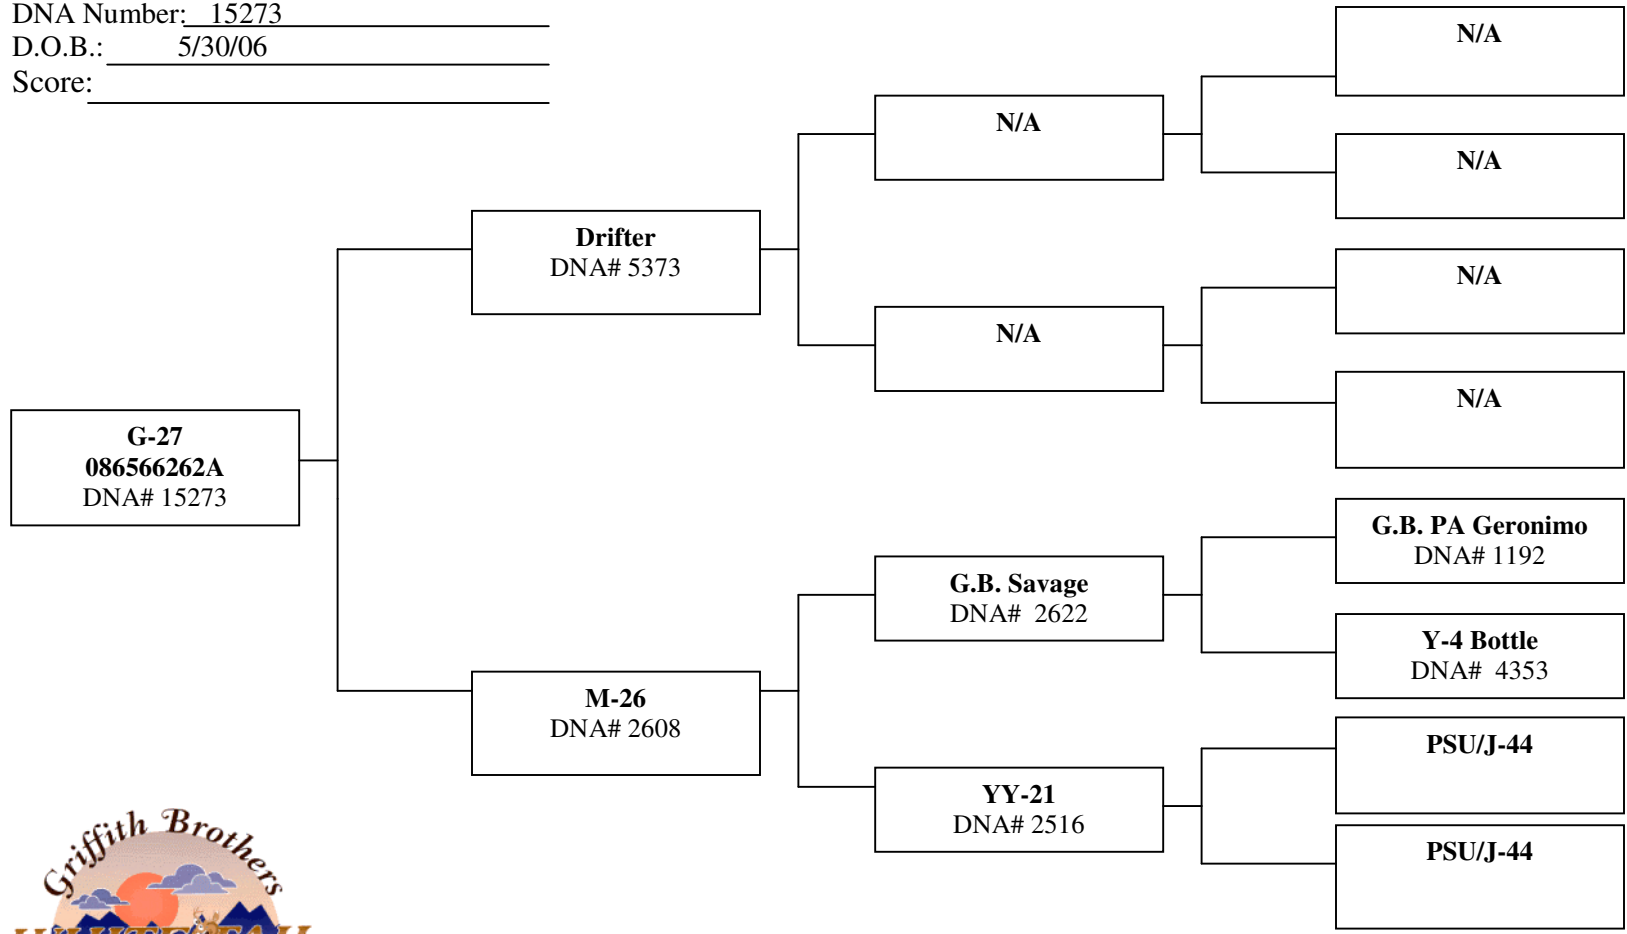 DNA Number: 15273
D.O.B.: 5/30/06
Score:
N/A
N/A
N/A
Drifter
DNA# 5373
N/A
N/A
N/A
G-27
086566262A
DNA# 15273
G.B. PA Geronimo
DNA# 1192
G.B. Savage
DNA# 2622
Y-4 Bottle
DNA# 4353
M-26
DNA# 2608
PSU/J-44
YY-21
DNA# 2516
PSU/J-44
Griffith Brothers